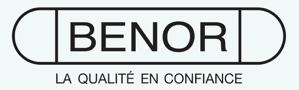 BENOR
LA QUALITÉ EN CONFIANCE